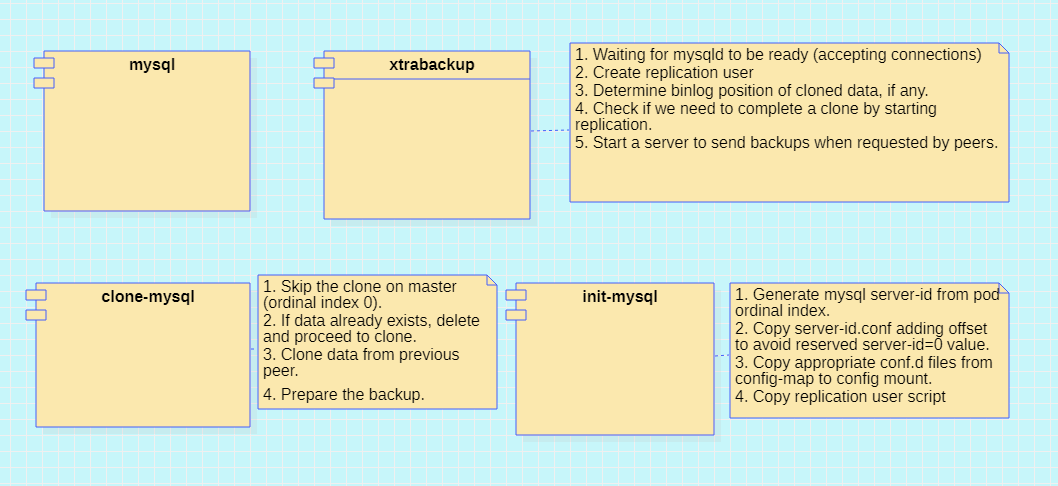 mysql
xtrabackup
1. Waiting for mysqld to be ready (accepting connections)
2. Create replication user
3. Determine binlog position of cloned data, if any.
4. Check if we need to complete a clone by starting
replication.
5. Start a server to send backups when requested by peers.
clone-mysql
1. Skip the clone on master
(ordinal index 0).
2. If data already exists, delete
and proceed to clone.
3. Clone data from previous
peer.
4. Prepare the backup.
init-mysql
1. Generate mysql server-id from pod
ordinal index.
2. Copy server-id.conf adding offset
to avoid reserved server-id=0 value.
3. Copy appropriate conf.d files from
config-map to config mount.
4. Copy replication user script